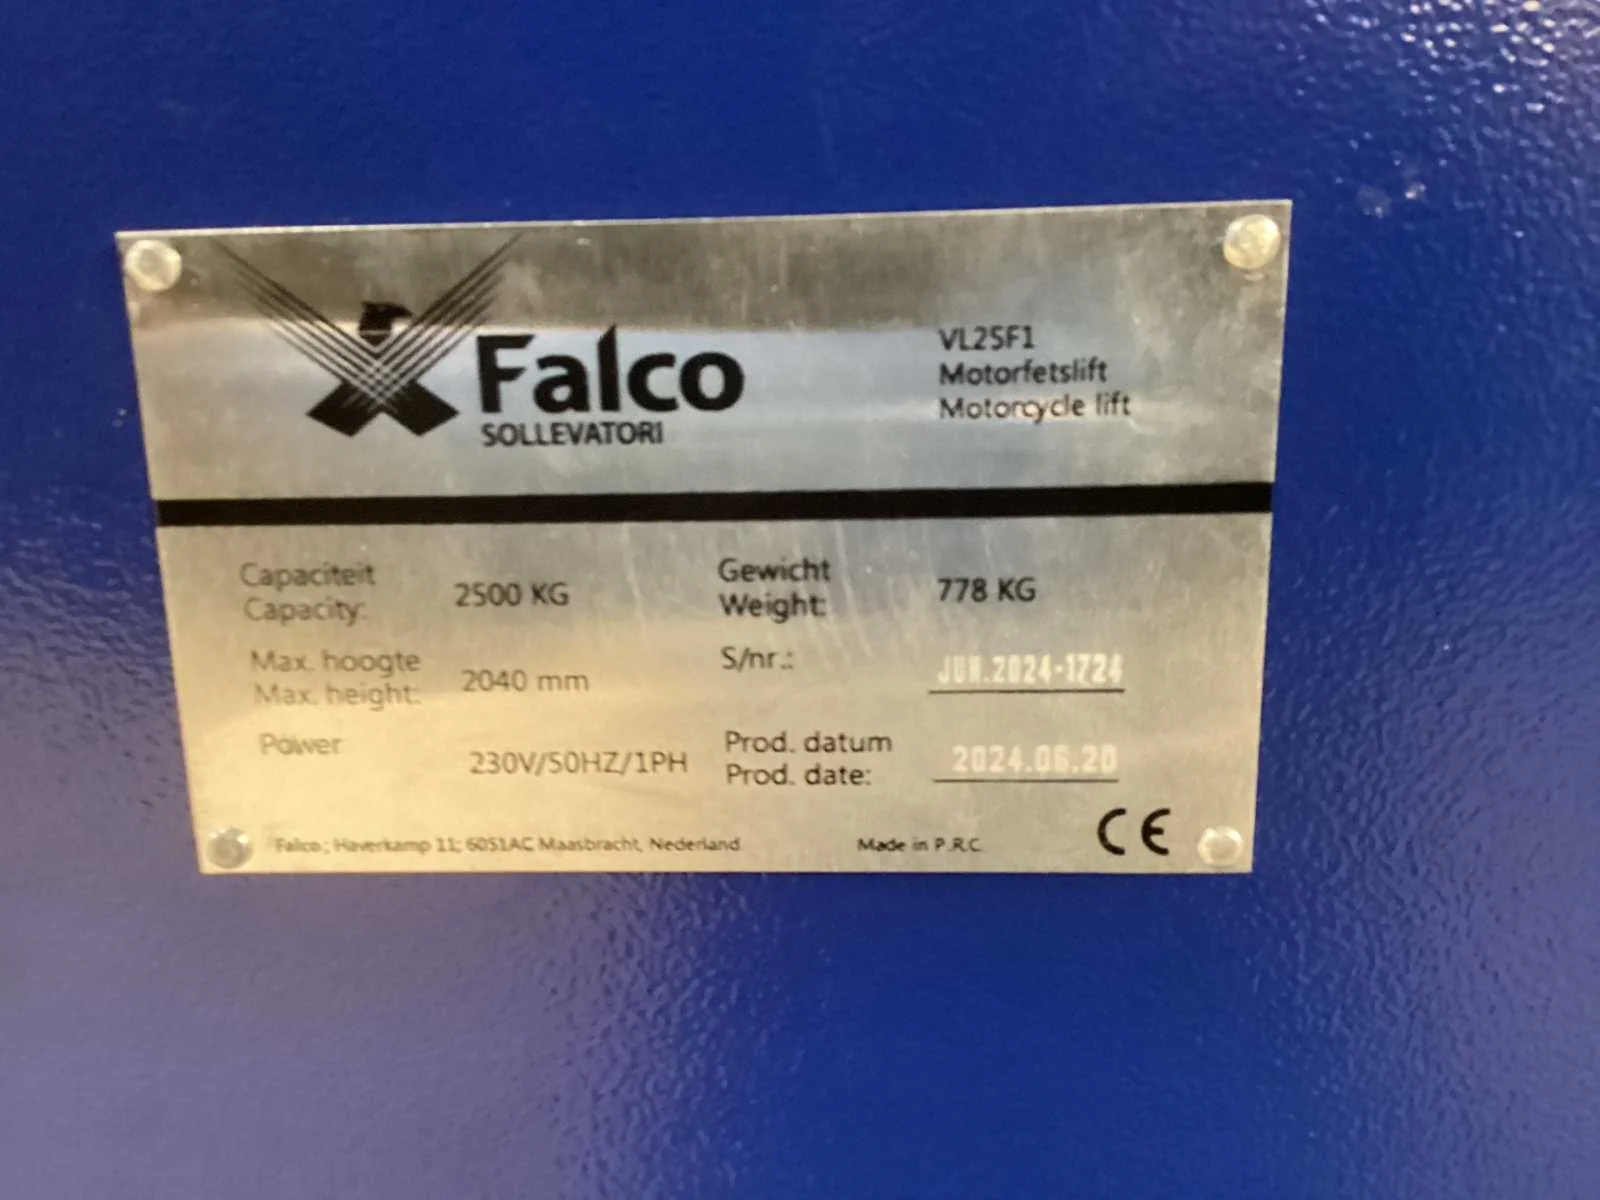 Falco
SOLLEVATORI
VL25F1
Motorfetslift
Motorcycle lift
Capaciteit
Capacity:
2500 KG
Gewicht
Weight:
778 KG
Max. hoogte
Max. height:
2040 mm
S/nr.:
JUN.2024-1724
Power
230V/50HZ/1PH
Prod. datum
Prod. date:
2024.06.20
Falco; Haverkamp 11; 6051AC Maasbracht, Nederland
Made in P.R.C.
CE